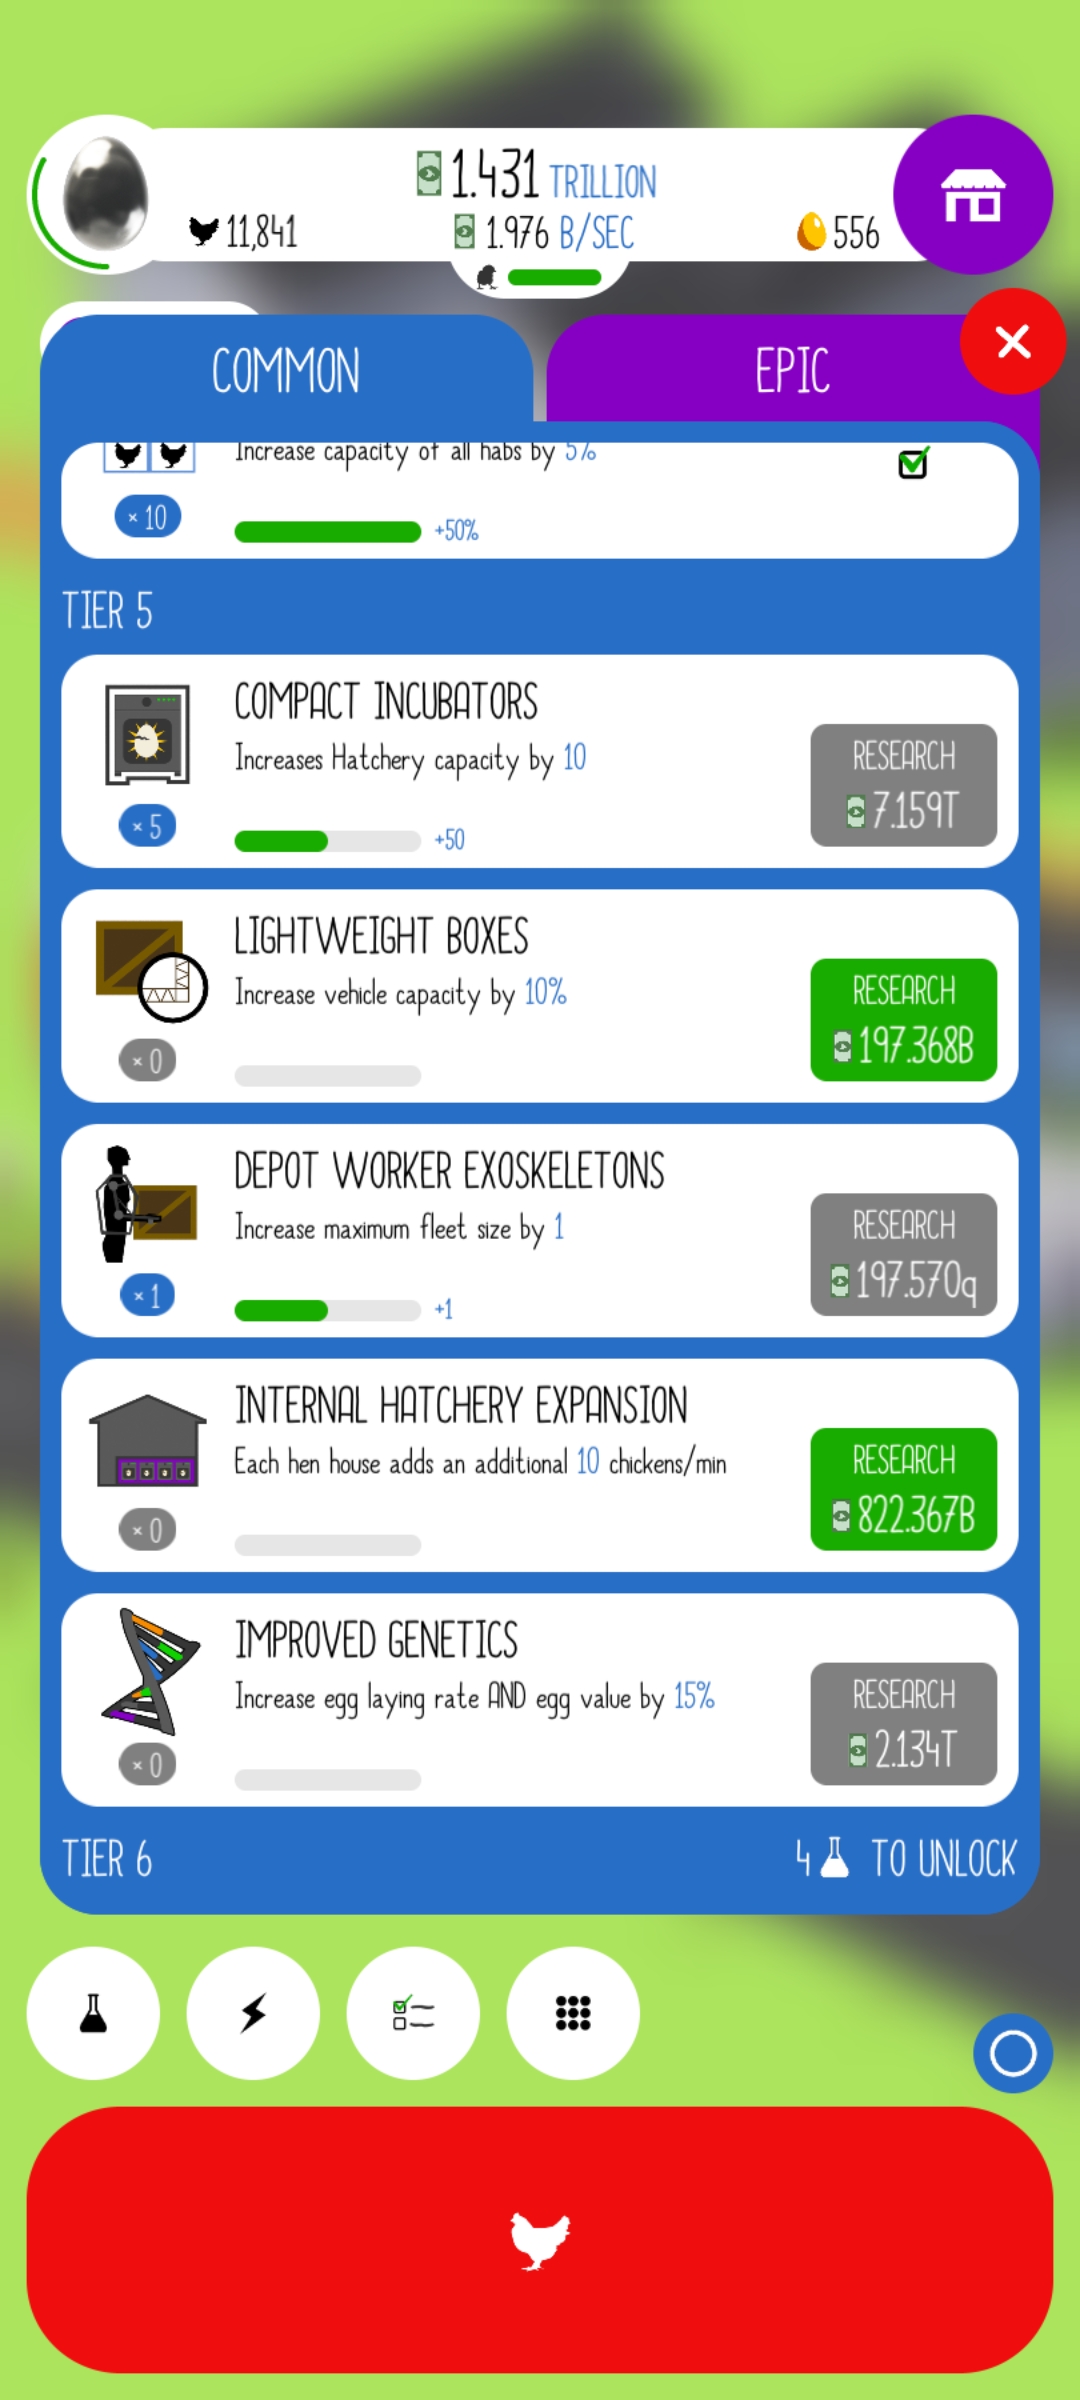 1.431 TRILLION
11,841
1.976 B/SEC
556
COMMON
EPIC
Increase capacity of all habs by 5%
× 10
+50%
TIER 5
COMPACT INCUBATORS
Increases Hatchery capacity by 10
RESEARCH
7.159T
× 5
+50
LIGHTWEIGHT BOXES
Increase vehicle capacity by 10%
RESEARCH
197.368B
× 0
DEPOT WORKER EXOSKELETONS
Increase maximum fleet size by 1
RESEARCH
197.570q
× 1
+1
INTERNAL HATCHERY EXPANSION
Each hen house adds an additional 10 chickens/min
RESEARCH
822.367B
× 0
IMPROVED GENETICS
Increase egg laying rate AND egg value by 15%
RESEARCH
2.134T
× 0
TIER 6
4 TO UNLOCK